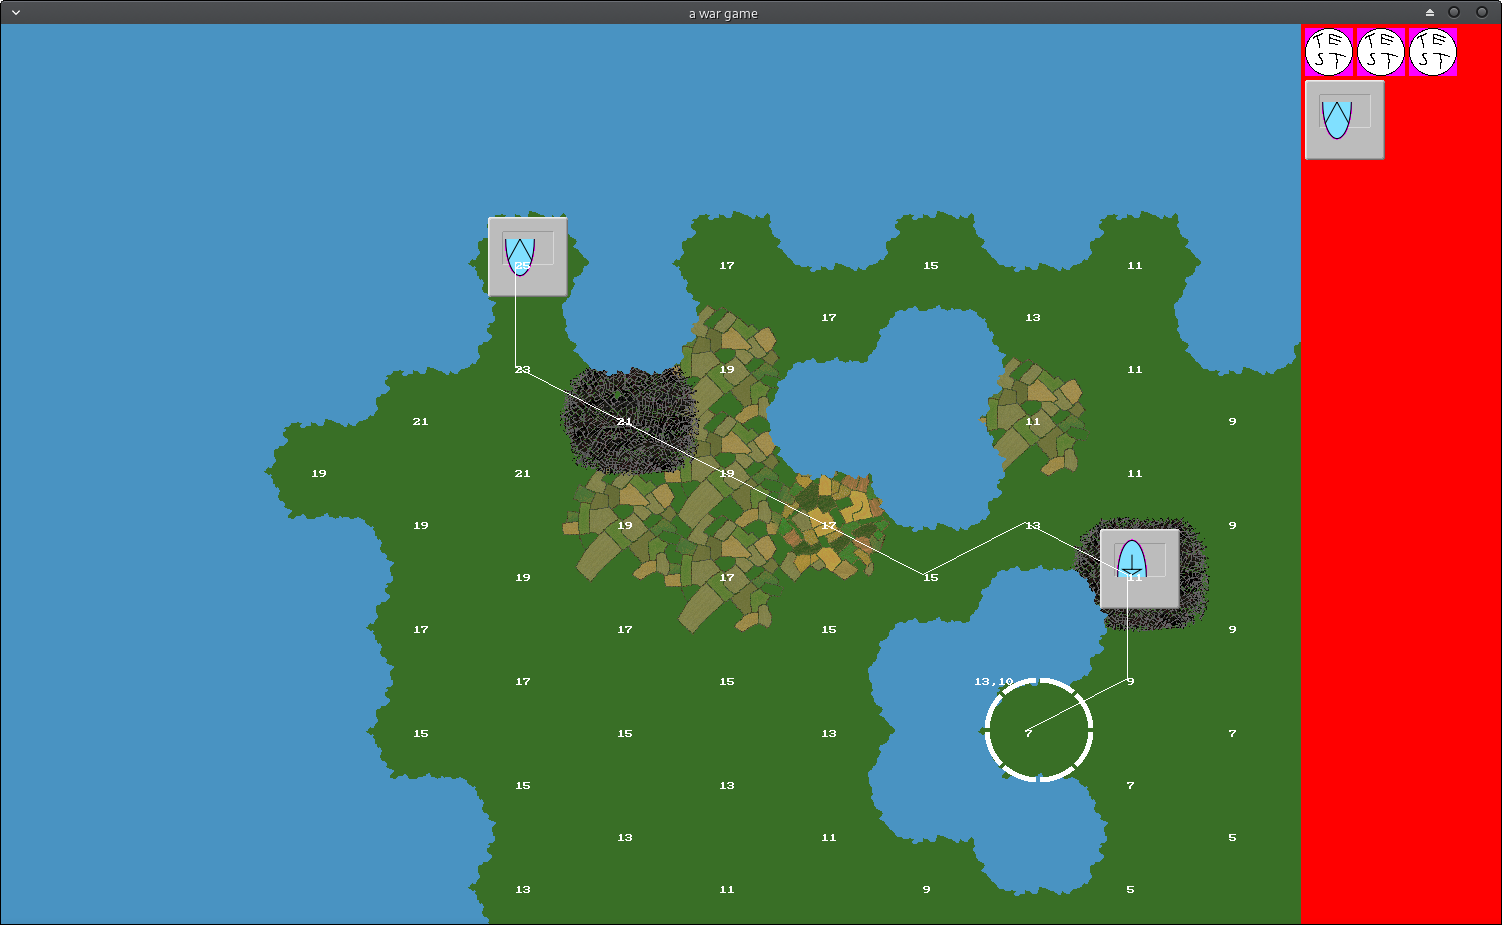 a war game
TE ST TE ST TE ST
25 17 15 11
17 13
23 19 11
21 21 11 9
19 21 19 11
19 19 17 13 9
19 17 15 11
17 17 15 9
17 15 13,10 9
15 15 13 7 7
15 13 7
13 11 5
13 11 9 5